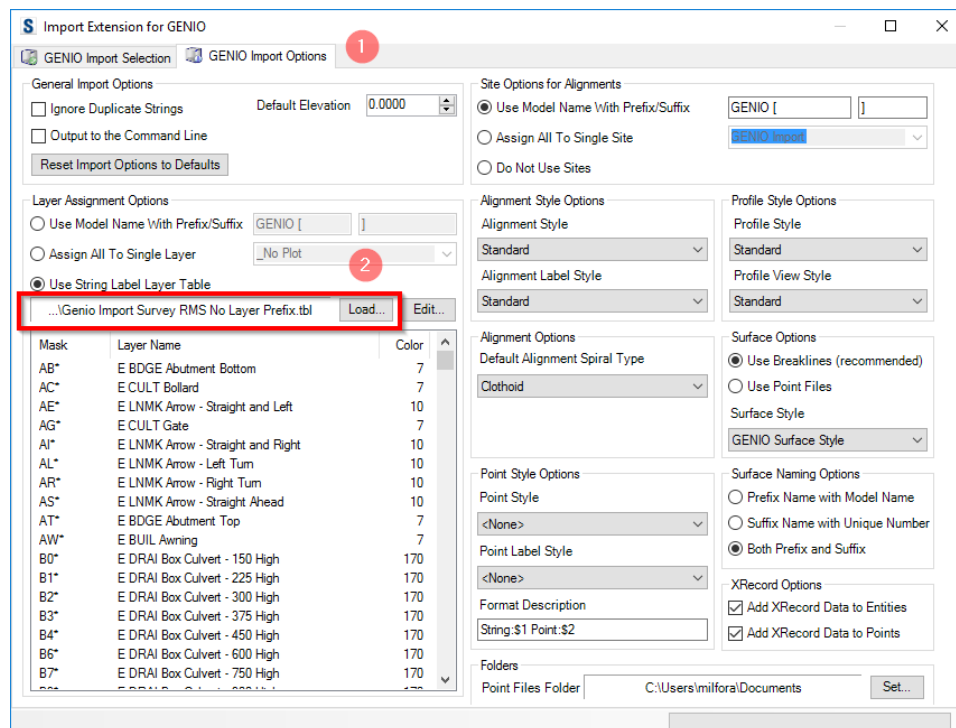 S Import Extension for GENIO
GENIO Import Selection
GENIO Import Options
1
General Import Options
Ignore Duplicate Strings
Default Elevation 0.0000
Output to the Command Line
Reset Import Options to Defaults
Site Options for Alignments
Use Model Name With Prefix/Suffix GENIO [ ]
Assign All To Single Site GENIO Import
Do Not Use Sites
Layer Assignment Options
Use Model Name With Prefix/Suffix GENIO [ ]
Assign All To Single Layer _No Plot
2
Use String Label Layer Table
...\Genio Import Survey RMS No Layer Prefix.tbl Load... Edit...
Mask Layer Name Color
AB* E BDGE Abutment Bottom 7
AC* E CULT Bollard 7
AE* E LNMK Arrow - Straight and Left 10
AG* E CULT Gate 7
AI* E LNMK Arrow - Straight and Right 10
AL* E LNMK Arrow - Left Turn 10
AR* E LNMK Arrow - Right Turn 10
AS* E LNMK Arrow - Straight Ahead 10
AT* E BDGE Abutment Top 7
AW* E BUIL Awning 7
B0* E DRAI Box Culvert - 150 High 170
B1* E DRAI Box Culvert - 225 High 170
B2* E DRAI Box Culvert - 300 High 170
B3* E DRAI Box Culvert - 375 High 170
B4* E DRAI Box Culvert - 450 High 170
B6* E DRAI Box Culvert - 600 High 170
B7* E DRAI Box Culvert - 750 High 170
Alignment Style Options
Alignment Style
Standard
Alignment Label Style
Standard
Profile Style Options
Profile Style
Standard
Profile View Style
Standard
Alignment Options
Default Alignment Spiral Type
Clothoid
Surface Options
Use Breaklines (recommended)
Use Point Files
Surface Style
GENIO Surface Style
Point Style Options
Point Style
<None>
Point Label Style
<None>
Format Description
String:$1 Point:$2
Surface Naming Options
Prefix Name with Model Name
Suffix Name with Unique Number
Both Prefix and Suffix
XRecord Options
Add XRecord Data to Entities
Add XRecord Data to Points
Folders
Point Files Folder C:\Users\milfora\Documents Set...